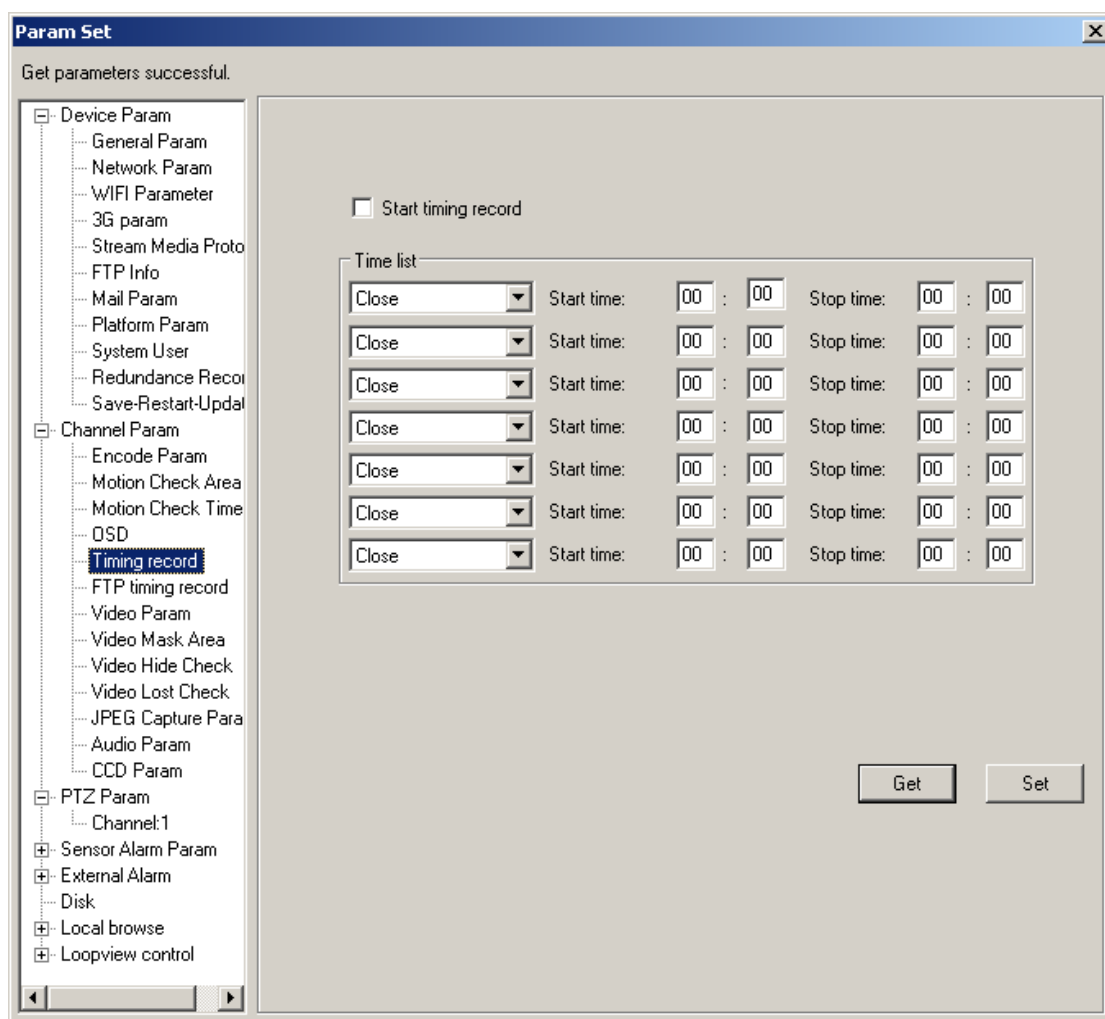 Param Set
Get parameters successful.
Device Param
General Param
Network Param
WIFI Parameter
3G param
Stream Media Proto
FTP Info
Mail Param
Platform Param
System User
Redundance Recor
Save-Restart-Updat
Channel Param
Encode Param
Motion Check Area
Motion Check Time
OSD
Timing record
FTP timing record
Video Param
Video Mask Area
Video Hide Check
Video Lost Check
JPEG Capture Para
Audio Param
CCD Param
PTZ Param
Channel:1
Sensor Alarm Param
External Alarm
Disk
Local browse
Loopview control
Start timing record
Time list
Close Start time: 00 : 00 Stop time: 00 : 00
Close Start time: 00 : 00 Stop time: 00 : 00
Close Start time: 00 : 00 Stop time: 00 : 00
Close Start time: 00 : 00 Stop time: 00 : 00
Close Start time: 00 : 00 Stop time: 00 : 00
Close Start time: 00 : 00 Stop time: 00 : 00
Close Start time: 00 : 00 Stop time: 00 : 00
Get Set